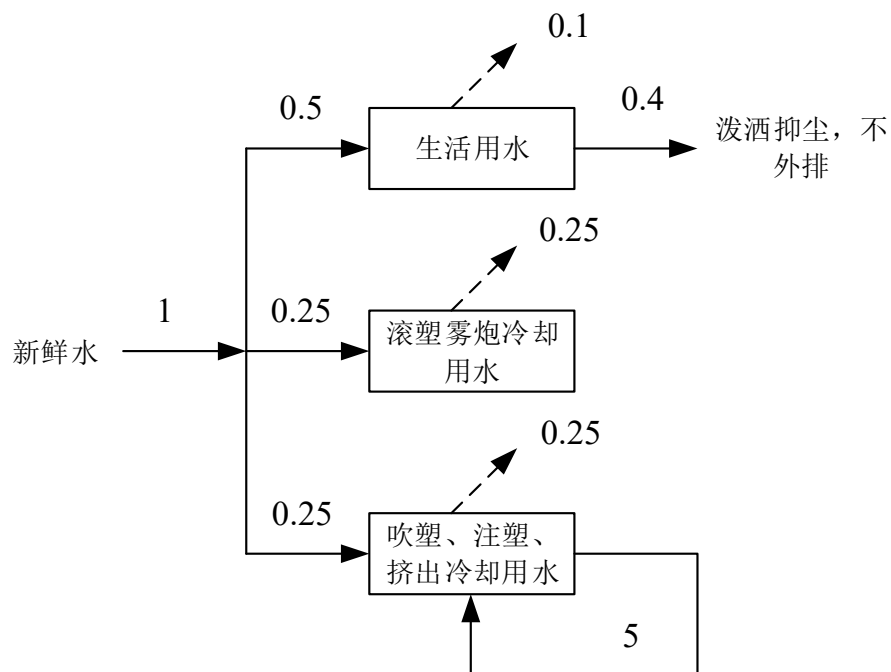 0.1
0.5
0.4
生活用水
泼洒抑尘，不
外排
0.25
1
0.25
滚塑雾炮冷却
用水
新鲜水
0.25
0.25
吹塑、注塑、
挤出冷却用水
5